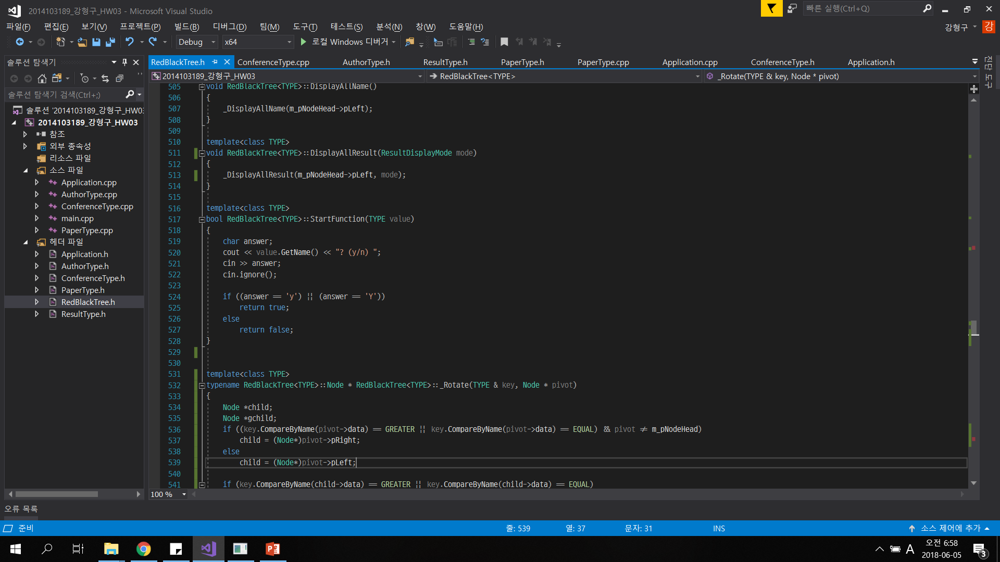 2014103189_강형구_HW03 - Microsoft Visual Studio
빠른 실행(Ctrl+Q)
파일(F) 편집(E) 보기(V) 프로젝트(P) 빌드(B) 디버그(D) 팀(M) 도구(T) 테스트(S) 분석(N) 창(W) 도움말(H)
강형구 강
Debug x64 로컬 Windows 디버거
솔루션 탐색기
RedBlackTree.h ConferenceType.cpp AuthorType.h ResultType.h PaperType.h PaperType.cpp Application.cpp ConferenceType.h Application.h
진단 도구
2014103189_강형구_HW03 RedBlackTree<TYPE> _Rotate(TYPE & key, Node * pivot)
솔루션 탐색기 검색(Ctrl+;)
솔루션 '2014103189_강형구_HW03
2014103189_강형구_HW03
참조
외부 종속성
리소스 파일
소스 파일
Application.cpp
AuthorType.cpp
ConferenceType.cpp
main.cpp
PaperType.cpp
헤더 파일
Application.h
AuthorType.h
ConferenceType.h
PaperType.h
RedBlackTree.h
ResultType.h
505 void RedBlackTree<TYPE>::DisplayAllName()
506 {
507 _DisplayAllName(m_pNodeHead->pLeft);
508 }
509
510 template<class TYPE>
511 void RedBlackTree<TYPE>::DisplayAllResult(ResultDisplayMode mode)
512 {
513 _DisplayAllResult(m_pNodeHead->pLeft, mode);
514 }
515
516 template<class TYPE>
517 bool RedBlackTree<TYPE>::StartFunction(TYPE value)
518 {
519 char answer;
520 cout << value.GetName() << "? (y/n) ";
521 cin >> answer;
522 cin.ignore();
523
524 if ((answer == 'y') || (answer == 'Y'))
525 return true;
526 else
527 return false;
528 }
529
530
531 template<class TYPE>
532 typename RedBlackTree<TYPE>::Node * RedBlackTree<TYPE>::_Rotate(TYPE & key, Node * pivot)
533 {
534 Node *child;
535 Node *gchild;
536 if ((key.CompareByName(pivot->data) == GREATER || key.CompareByName(pivot->data) == EQUAL) && pivot != m_pNodeHead)
537 child = (Node*)pivot->pRight;
538 else
539 child = (Node*)pivot->pLeft;
540
541 if (key.CompareByName(child->data) == GREATER || key.CompareByName(child->data) == EQUAL)
100 %
오류 목록
준비 줄: 539 열: 37 문자: 31 INS 소스 제어에 추가
A 오전 6:58
2018-06-05
3